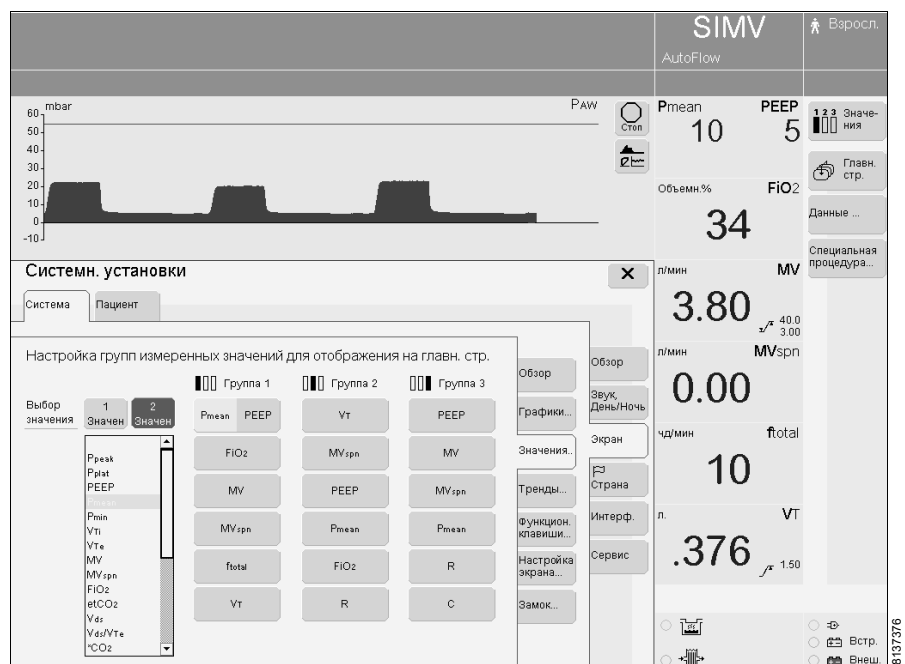 SIMV
Взросл.
AutoFlow
mbar
PAW
60
50
40
30
20
10
0
-10
Стоп
Pmean
PEEP
10
5
1 2 3 Значе-
ния
Главн.
стр.
Объемн.%
FiO2
34
Данные ...
Специальная
процедура...
л/мин
MV
3.80
40.0
3.00
л/мин
MVspn
0.00
чд/мин
ftotal
10
л.
VT
.376
1.50
Встр.
Внеш.
Системн. установки
Система
Пациент
Настройка групп измеренных значений для отображения на главн. стр.
Группа 1
Группа 2
Группа 3
Выбор
значения
1
Значен
2
Значен
Pmean PEEP
VT
PEEP
FiO2
MVspn
MV
MV
PEEP
MVspn
MVspn
Pmean
Pmean
ftotal
FiO2
R
VT
R
C
Ppeak
Pplat
PEEP
Pmean
Pmin
VTi
VTe
MV
MVspn
FiO2
etCO2
Vds
Vds/VTe
°CO2
Обзор
Графики...
Значения..
Тренды...
Функцион.
клавиши...
Настройка
экрана...
Замок...
Обзор
Звук,
День/Ночь
Экран
Страна
Интерф.
Сервис
8137376